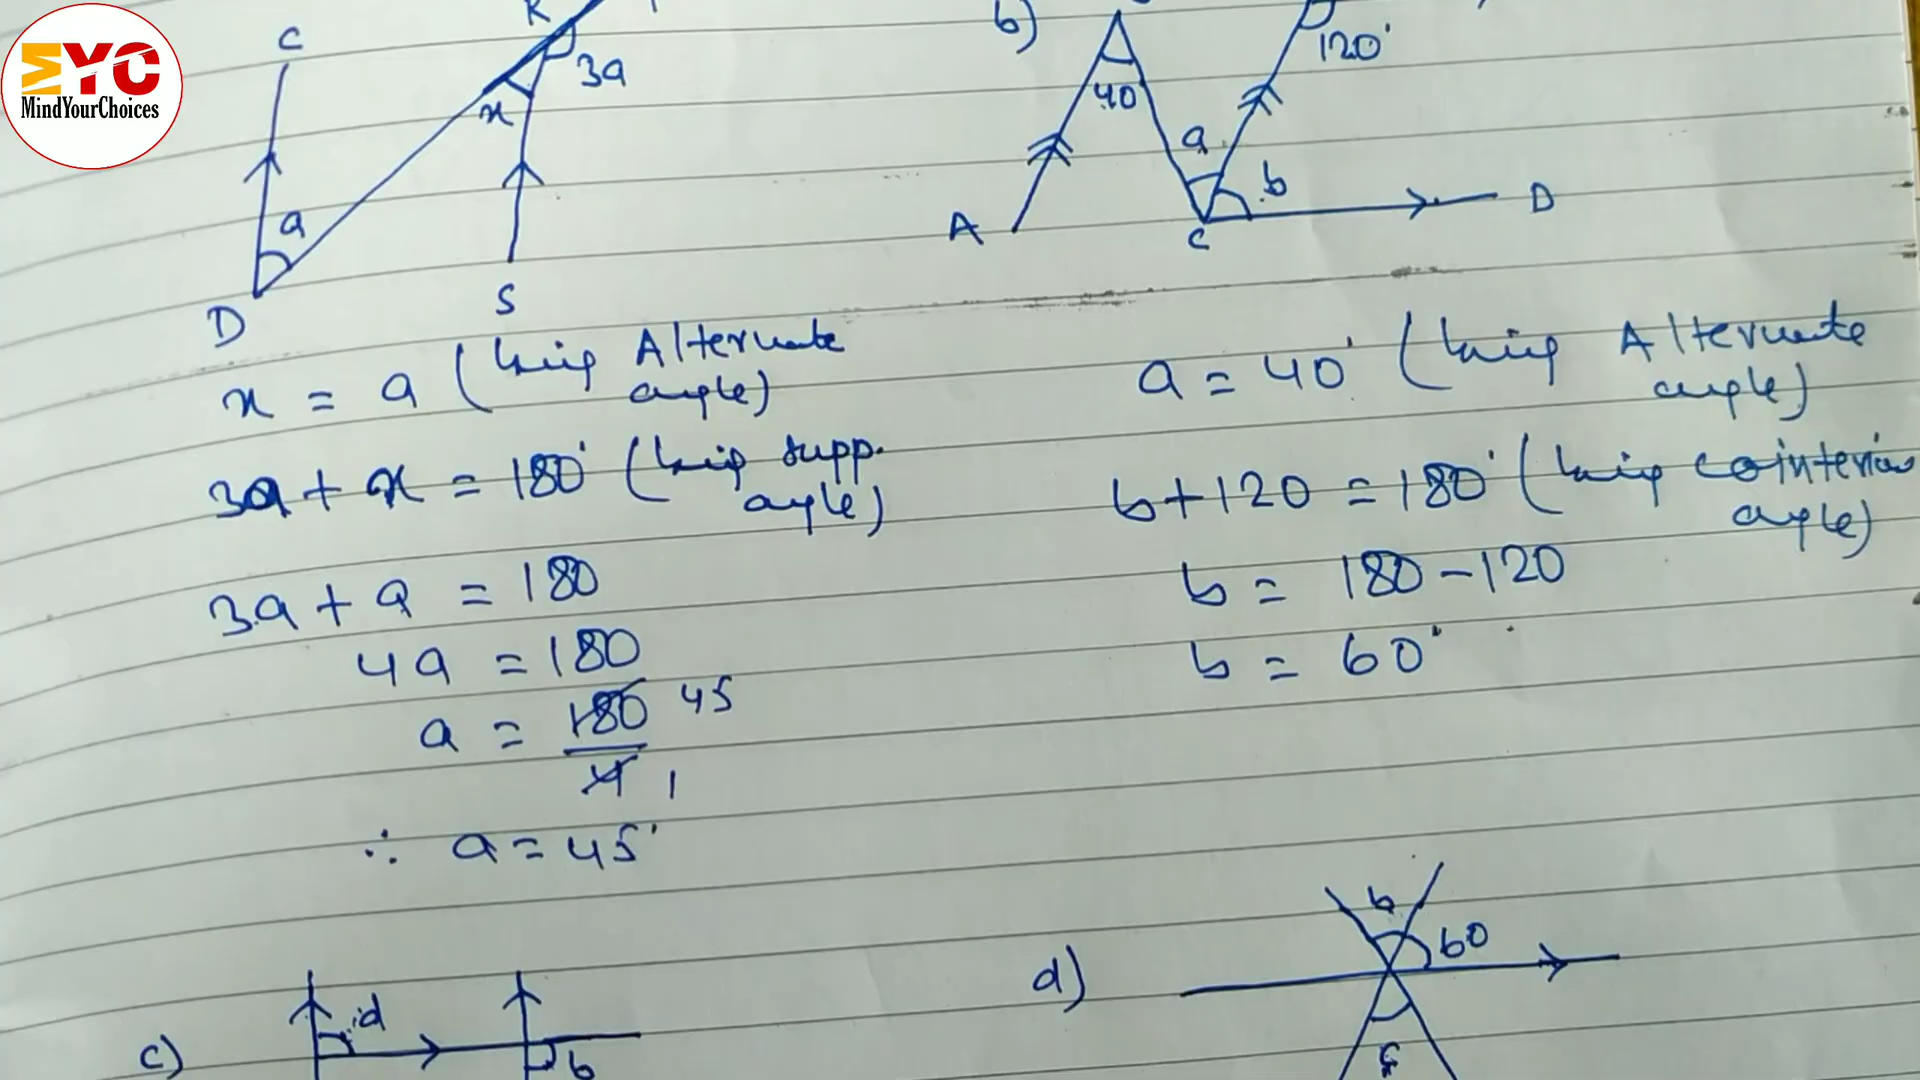 MYC
MindYourChoices
C
R
3a
x
a
D
S
x = a (being Alternate
angle)
3a + x = 180° (being supp.
angle)
3a + a = 180
4a = 180
a = 180 45
4 1
∴ a = 45°
b)
120°
40
a
b
A
C
D
a = 40° (being Alternate
angle)
b + 120 = 180° (being cointerior
angle)
b = 180 - 120
b = 60°
c)
d
b
d)
b
60